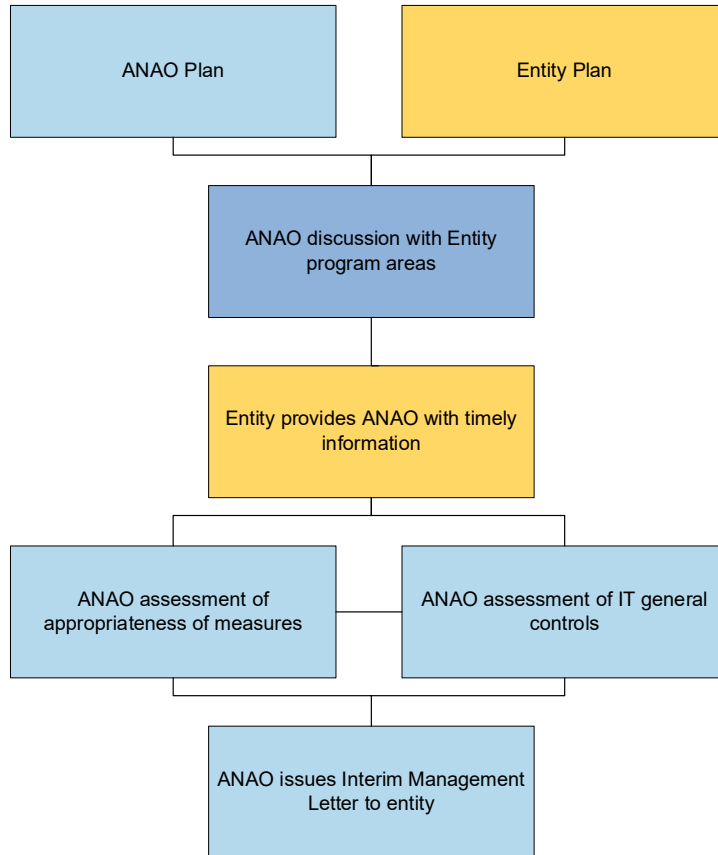 ANAO Plan
Entity Plan
ANAO discussion with Entity
program areas
Entity provides ANAO with timely
information
ANAO assessment of
appropriateness of measures
ANAO assessment of IT general
controls
ANAO issues Interim Management
Letter to entity